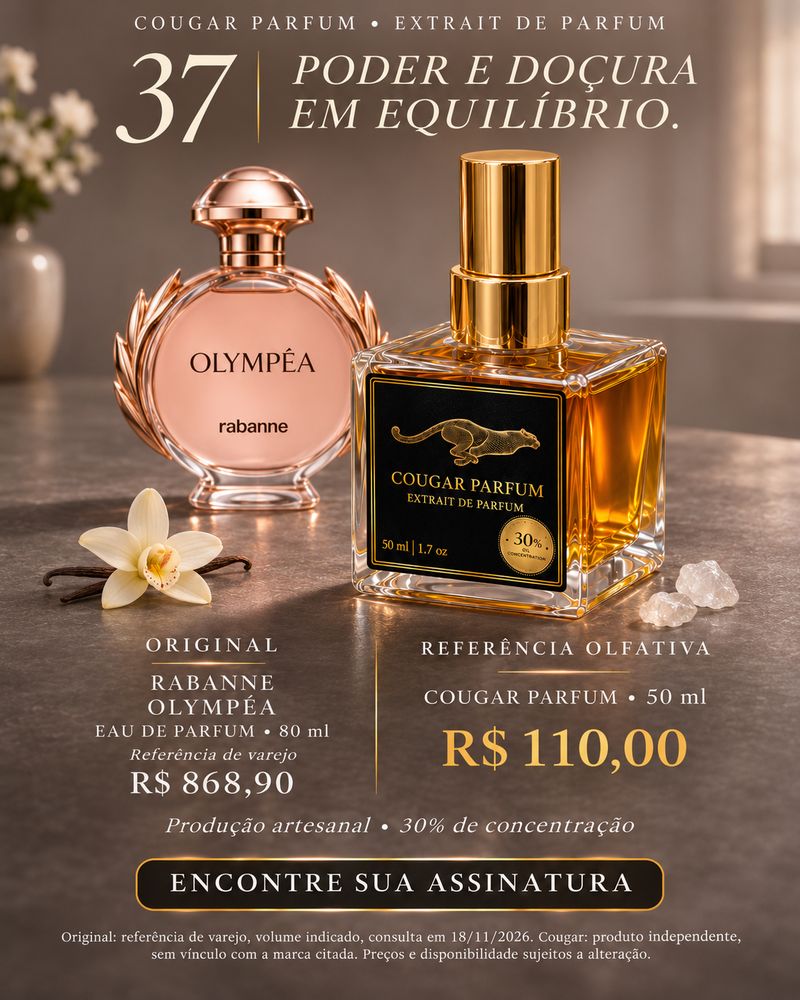 COUGAR PARFUM • EXTRAIT DE PARFUM
37
PODER E DOÇURA
EM EQUILÍBRIO.
OLYMPÉA
rabanne
COUGAR PARFUM
EXTRAIT DE PARFUM
50 ml | 1.7 oz
30%
OIL
CONCENTRATION
ORIGINAL
RABANNE
OLYMPÉA
EAU DE PARFUM • 80 ml
Referência de varejo
R$ 868,90
REFERÊNCIA OLFATIVA
COUGAR PARFUM • 50 ml
R$ 110,00
Produção artesanal • 30% de concentração
ENCONTRE SUA ASSINATURA
Original: referência de varejo, volume indicado, consulta em 18/11/2026. Cougar: produto independente,
sem vínculo com a marca citada. Preços e disponibilidade sujeitos a alteração.